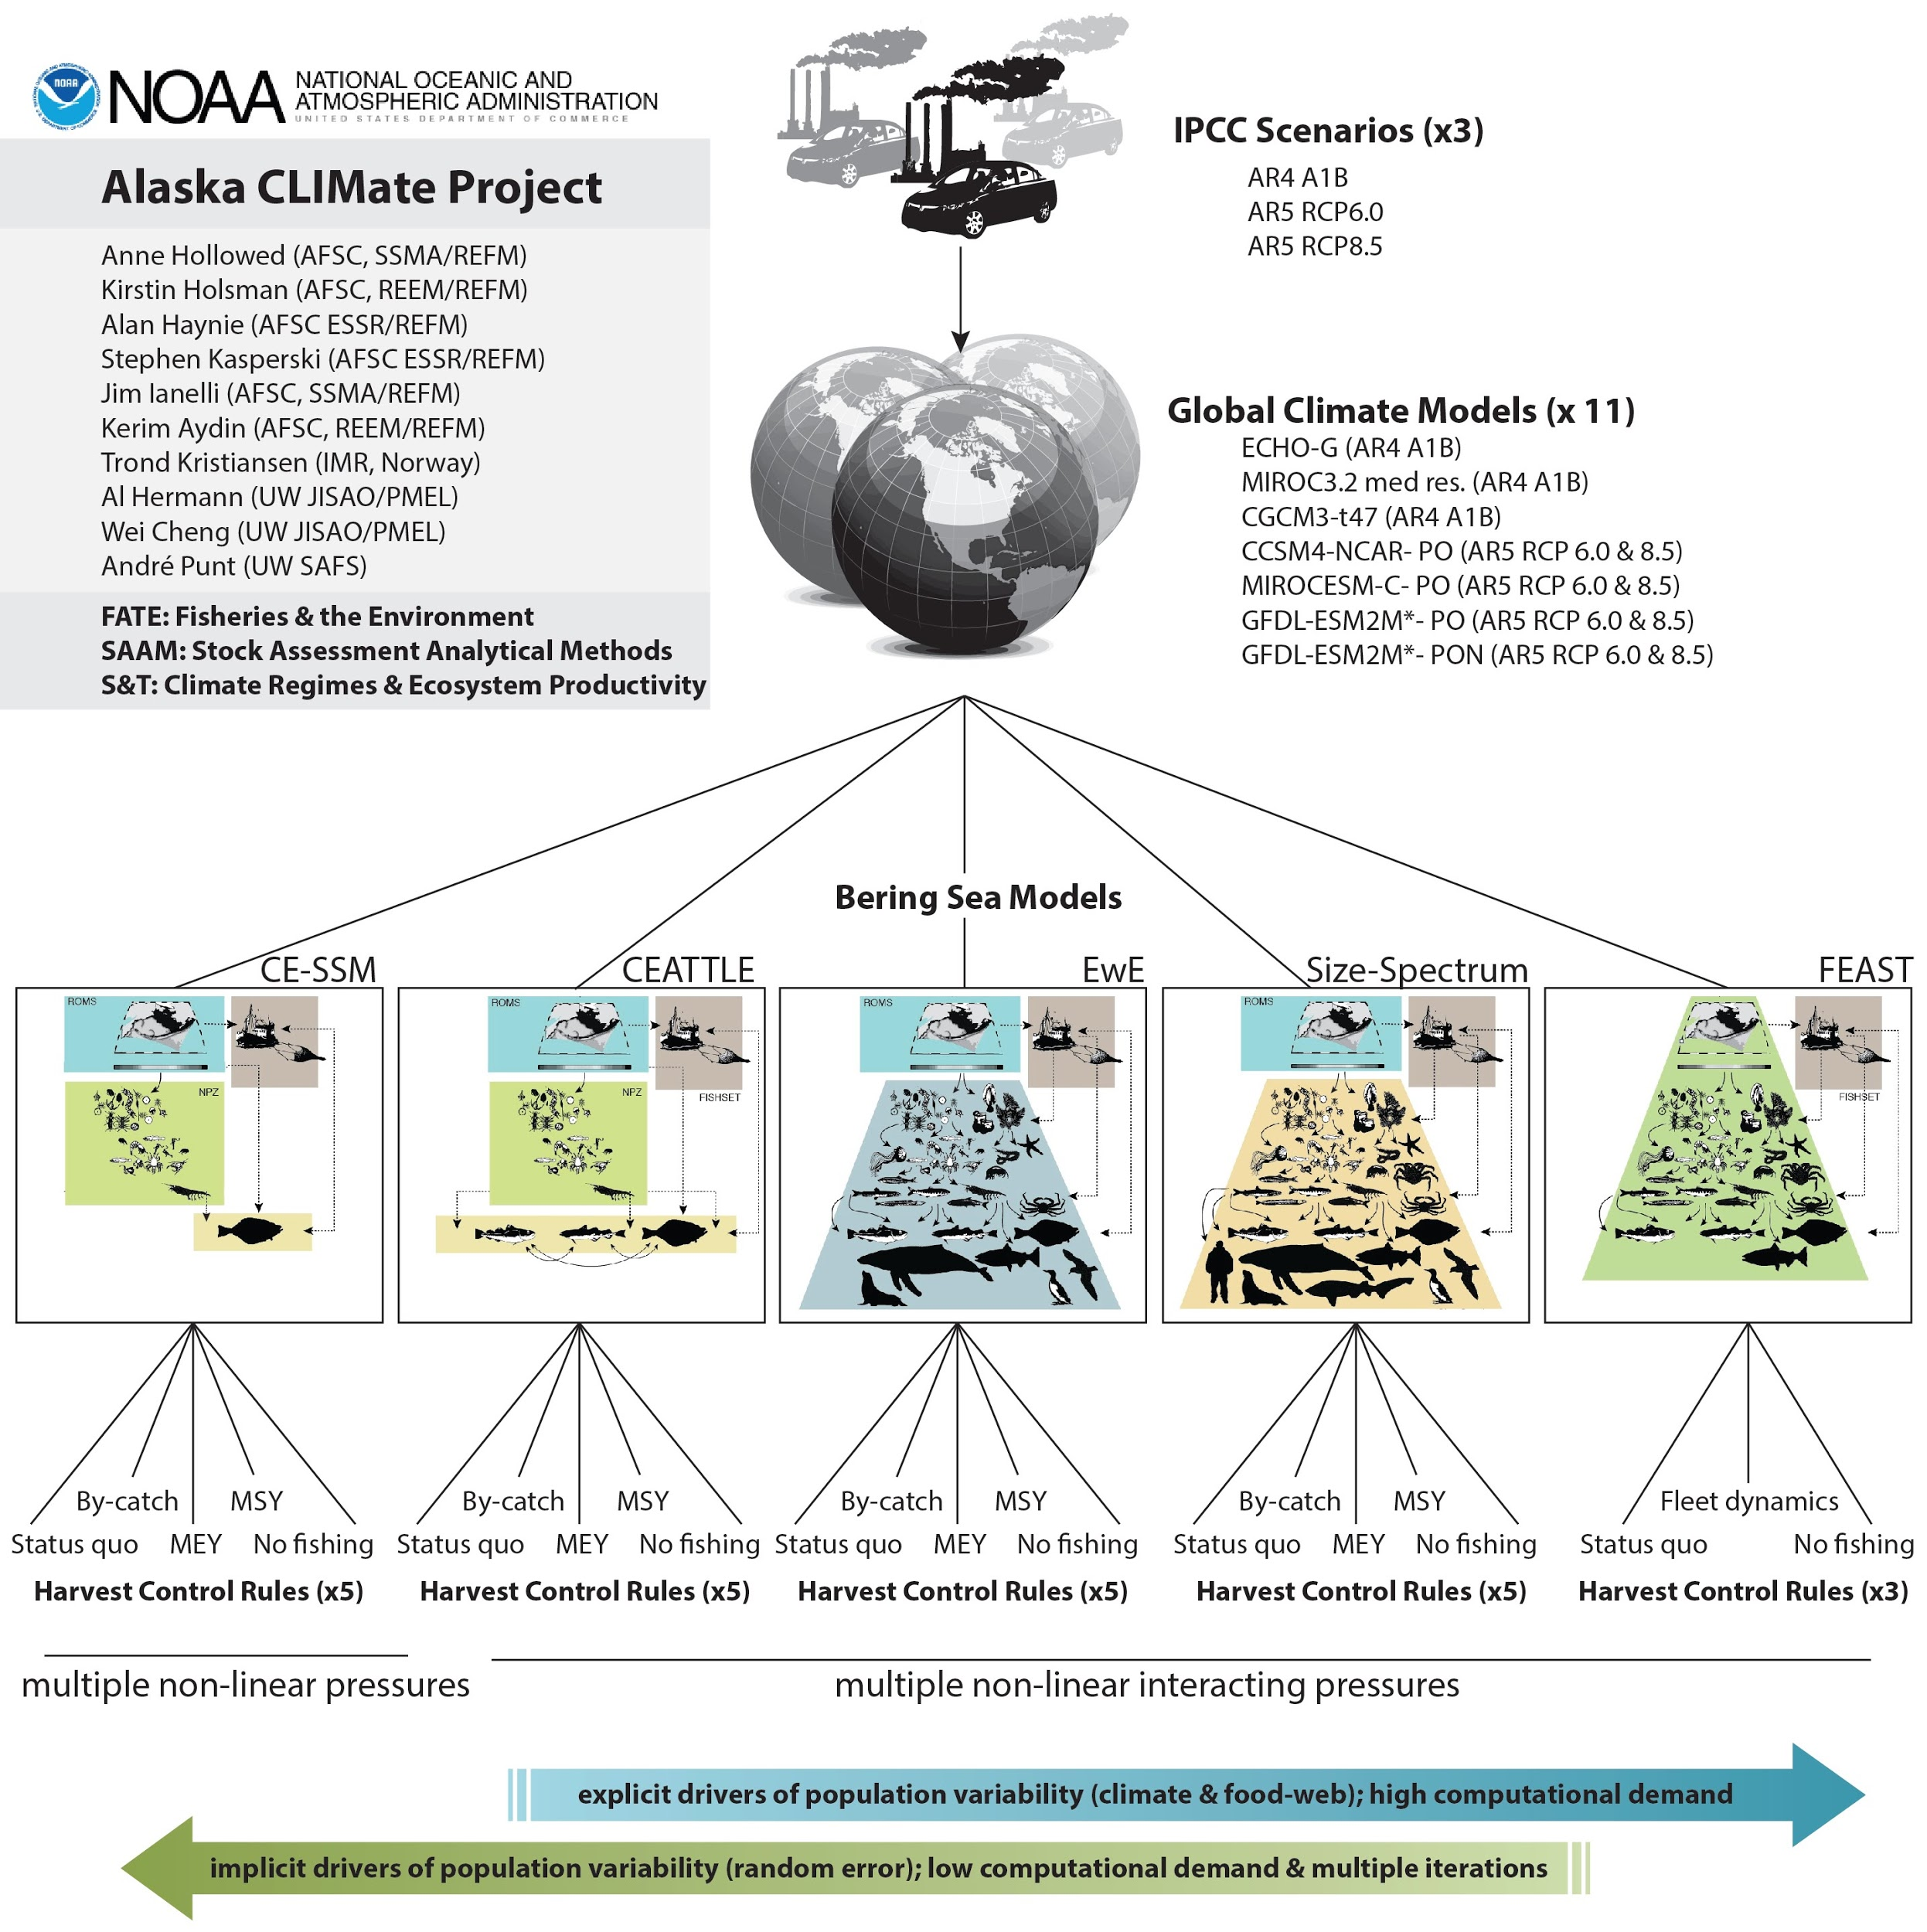 NOAA
NOAA
NATIONAL OCEANIC AND
ATMOSPHERIC ADMINISTRATION
UNITED STATES DEPARTMENT OF COMMERCE
Alaska CLIMate Project
Anne Hollowed (AFSC, SSMA/REFM)
Kirstin Holsman (AFSC, REEM/REFM)
Alan Haynie (AFSC ESSR/REFM)
Stephen Kasperski (AFSC ESSR/REFM)
Jim Ianelli (AFSC, SSMA/REFM)
Kerim Aydin (AFSC, REEM/REFM)
Trond Kristiansen (IMR, Norway)
Al Hermann (UW JISAO/PMEL)
Wei Cheng (UW JISAO/PMEL)
André Punt (UW SAFS)
FATE: Fisheries & the Environment
SAAM: Stock Assessment Analytical Methods
S&T: Climate Regimes & Ecosystem Productivity
IPCC Scenarios (x3)
AR4 A1B
AR5 RCP6.0
AR5 RCP8.5
Global Climate Models (x 11)
ECHO-G (AR4 A1B)
MIROC3.2 med res. (AR4 A1B)
CGCM3-t47 (AR4 A1B)
CCSM4-NCAR- PO (AR5 RCP 6.0 & 8.5)
MIROCESM-C- PO (AR5 RCP 6.0 & 8.5)
GFDL-ESM2M*- PO (AR5 RCP 6.0 & 8.5)
GFDL-ESM2M*- PON (AR5 RCP 6.0 & 8.5)
Bering Sea Models
CE-SSM
ROMS
NPZ
By-catch MSY
Status quo MEY No fishing
Harvest Control Rules (x5)
CEATTLE
ROMS
NPZ
FISHSET
By-catch MSY
Status quo MEY No fishing
Harvest Control Rules (x5)
EwE
ROMS
By-catch MSY
Status quo MEY No fishing
Harvest Control Rules (x5)
Size-Spectrum
ROMS
By-catch MSY
Status quo MEY No fishing
Harvest Control Rules (x5)
FEAST
FISHSET
Fleet dynamics
Status quo No fishing
Harvest Control Rules (x3)
multiple non-linear pressures
multiple non-linear interacting pressures
explicit drivers of population variability (climate & food-web); high computational demand
implicit drivers of population variability (random error); low computational demand & multiple iterations